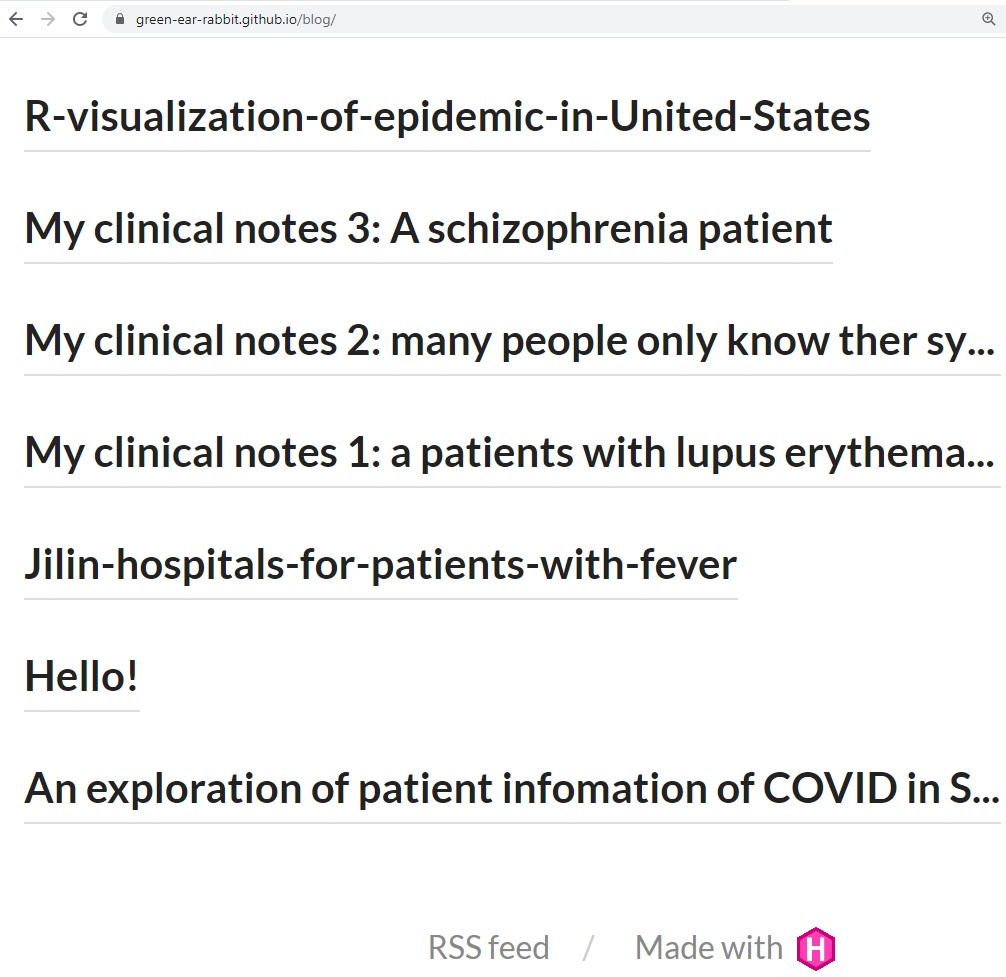 green-ear-rabbit.github.io/blog/
R-visualization-of-epidemic-in-United-States
My clinical notes 3: A schizophrenia patient
My clinical notes 2: many people only know ther sy...
My clinical notes 1: a patients with lupus erythema...
Jilin-hospitals-for-patients-with-fever
Hello!
An exploration of patient infomation of COVID in S...
RSS feed / Made with H